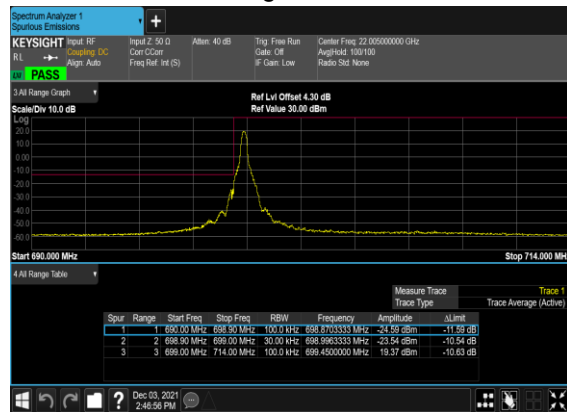 Spectrum Analyzer 1
Spurious Emissions
KEYSIGHT Input: RF Input Z: 50 Ω Atten: 40 dB Trig: Free Run Center Freq: 22.005000000 GHz
RL Coupling: DC Corr CCorr Gate: Off Avg|Hold: 100/100
Align: Auto Freq Ref: Int (S) IF Gain: Low Radio Std: None
LXI PASS
3 All Range Graph
Ref Lvl Offset 4.30 dB
Scale/Div 10.0 dB Ref Value 30.00 dBm
Log
20.0
10.0
0.00
-10.0
-20.0
-30.0
-40.0
-50.0
-60.0
Start 690.000 MHz Stop 714.000 MH
4 All Range Table
Measure Trace Trace 1
Trace Type Trace Average (Active)
Spur Range Start Freq Stop Freq RBW Frequency Amplitude ΔLimit
1 1 690.00 MHz 698.90 MHz 100.0 kHz 698.8703333 MHz -24.59 dBm -11.59 dB
2 2 698.90 MHz 699.00 MHz 30.00 kHz 698.9963333 MHz -23.54 dBm -10.54 dB
3 3 699.00 MHz 714.00 MHz 100.0 kHz 699.4500000 MHz 19.37 dBm -10.63 dB
? Dec 03, 2021
2:46:56 PM